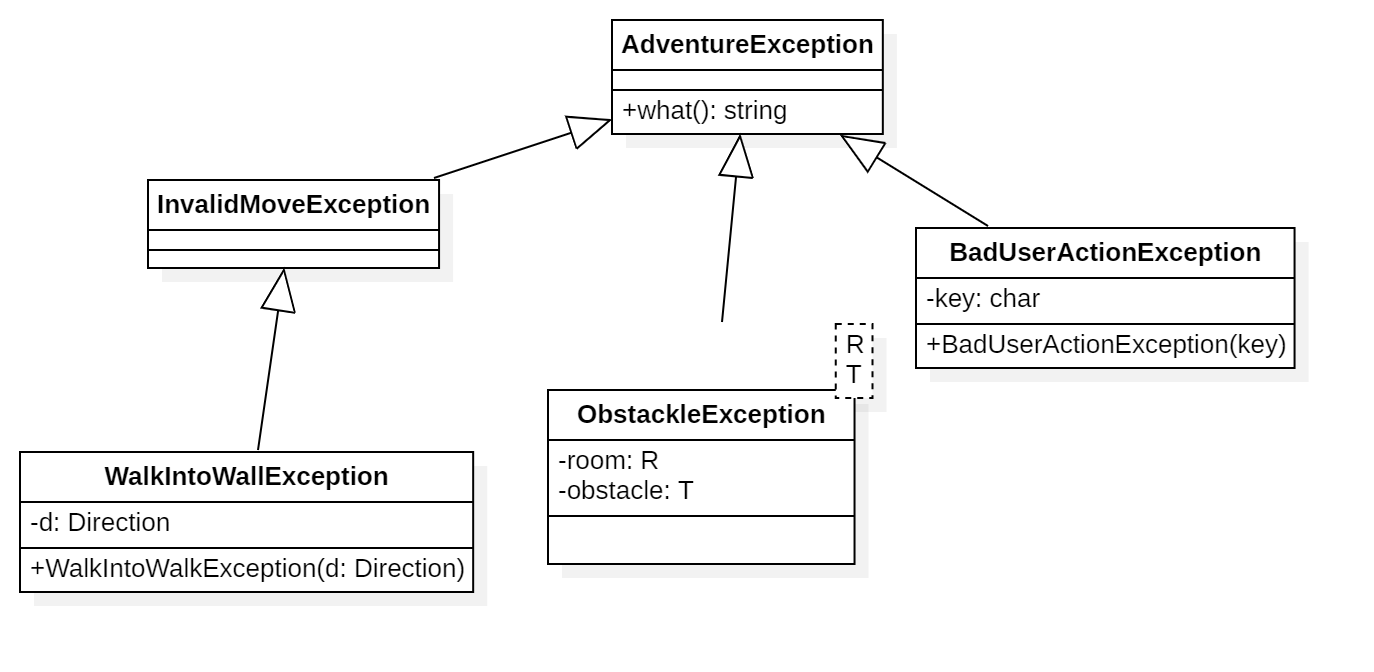 AdventureException
+what(): string
InvalidMoveException
BadUserActionException
-key: char
+BadUserActionException(key)
R
T
ObstackleException
-room: R
-obstacle: T
WalkIntoWallException
-d: Direction
+WalkIntoWalkException(d: Direction)